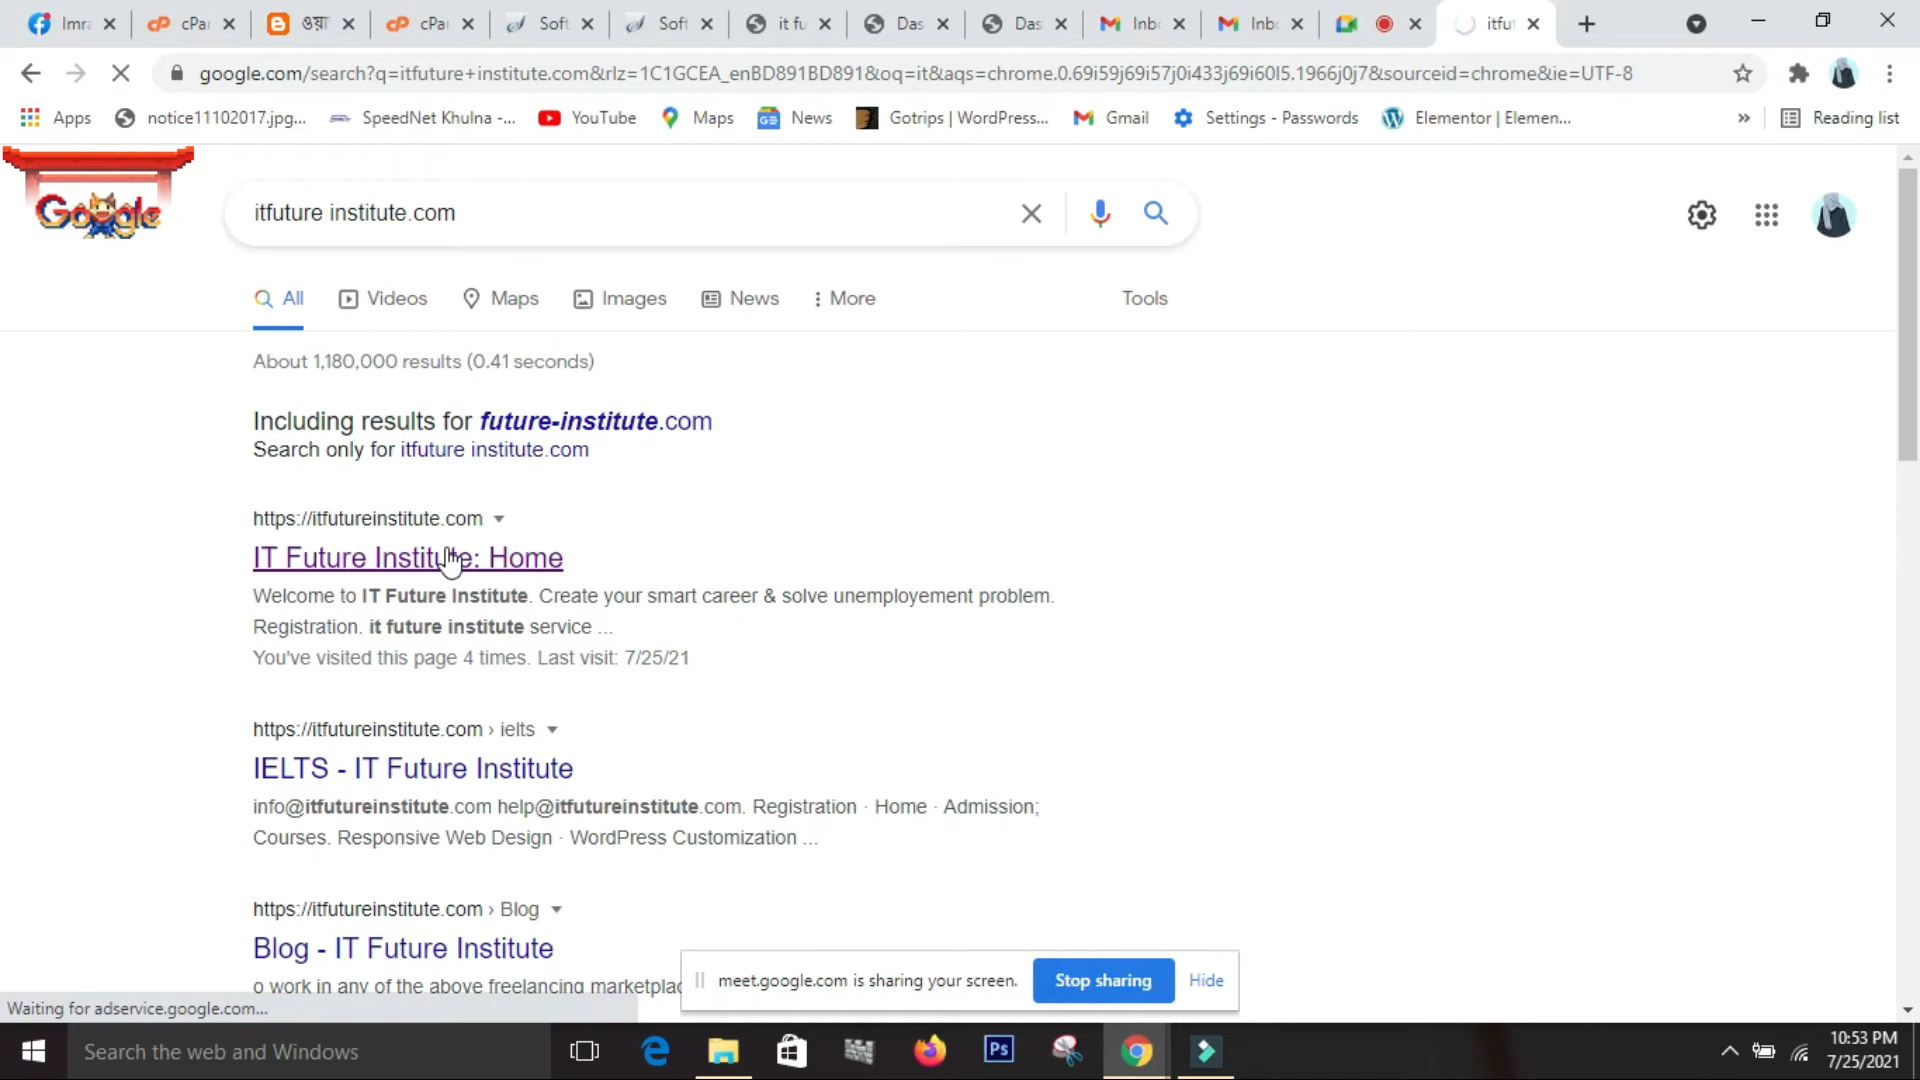 Imra
cPan
ওয়া
cPan
Soft
Soft
it fu
Das
Das
Inbo
Inbo
itfut
google.com/search?q=itfuture+institute.com&rlz=1C1GCEA_enBD891BD891&oq=it&aqs=chrome.0.69i59j69i57j0i433j69i60l5.1966j0j7&sourceid=chrome&ie=UTF-8
Apps
notice11102017.jpg...
SpeedNet Khulna -...
YouTube
Maps
News
Gotrips | WordPress...
Gmail
Settings - Passwords
Elementor | Elemen...
»
Reading list
Google
itfuture institute.com
All
Videos
Maps
Images
News
More
Tools
About 1,180,000 results (0.41 seconds)
Including results for future-institute.com
Search only for itfuture institute.com
https://itfutureinstitute.com
IT Future Institute: Home
Welcome to IT Future Institute. Create your smart career & solve unemployement problem.
Registration. it future institute service ...
You've visited this page 4 times. Last visit: 7/25/21
https://itfutureinstitute.com › ielts
IELTS - IT Future Institute
info@itfutureinstitute.com help@itfutureinstitute.com. Registration · Home · Admission;
Courses. Responsive Web Design · WordPress Customization ...
https://itfutureinstitute.com › Blog
Blog - IT Future Institute
o work in any of the above freelancing marketplac
meet.google.com is sharing your screen.
Stop sharing
Hide
Waiting for adservice.google.com...
Search the web and Windows
Ps
10:53 PM
7/25/2021